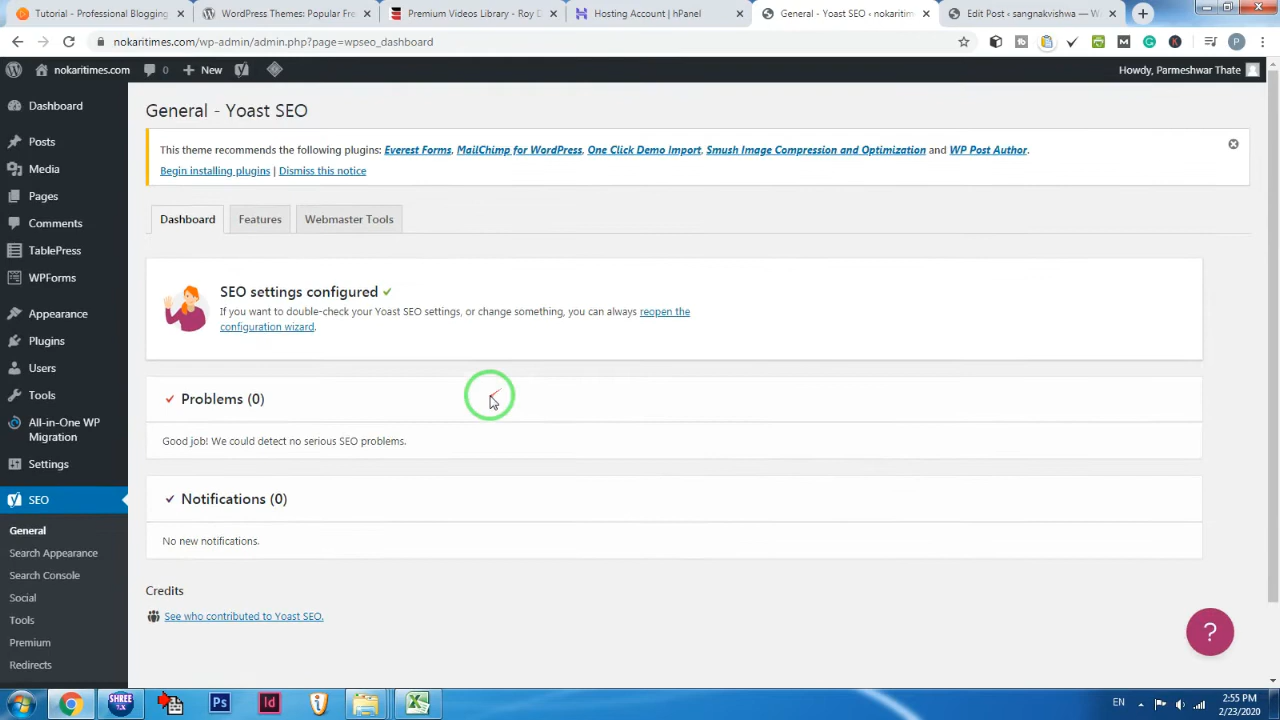 Tutorial - Professional Blogging
WordPress Themes: Popular Fre
Premium Videos Library - Roy D
Hosting Account | hPanel
General - Yoast SEO ‹ nokaritimes
Edit Post ‹ sangnakvishwa — W
nokaritimes.com/wp-admin/admin.php?page=wpseo_dashboard
nokaritimes.com
0
New
Howdy, Parmeshwar Thate
Dashboard
Posts
Media
Pages
Comments
TablePress
WPForms
Appearance
Plugins
Users
Tools
All-in-One WP
Migration
Settings
SEO
General
Search Appearance
Search Console
Social
Tools
Premium
Redirects
General - Yoast SEO
This theme recommends the following plugins: Everest Forms, MailChimp for WordPress, One Click Demo Import, Smush Image Compression and Optimization and WP Post Author.
Begin installing plugins | Dismiss this notice
Dashboard
Features
Webmaster Tools
SEO settings configured
If you want to double-check your Yoast SEO settings, or change something, you can always reopen the
configuration wizard.
Problems (0)
Good job! We could detect no serious SEO problems.
Notifications (0)
No new notifications.
Credits
See who contributed to Yoast SEO.
?
SHREE
Ps
Id
EN
2:55 PM
2/23/2020